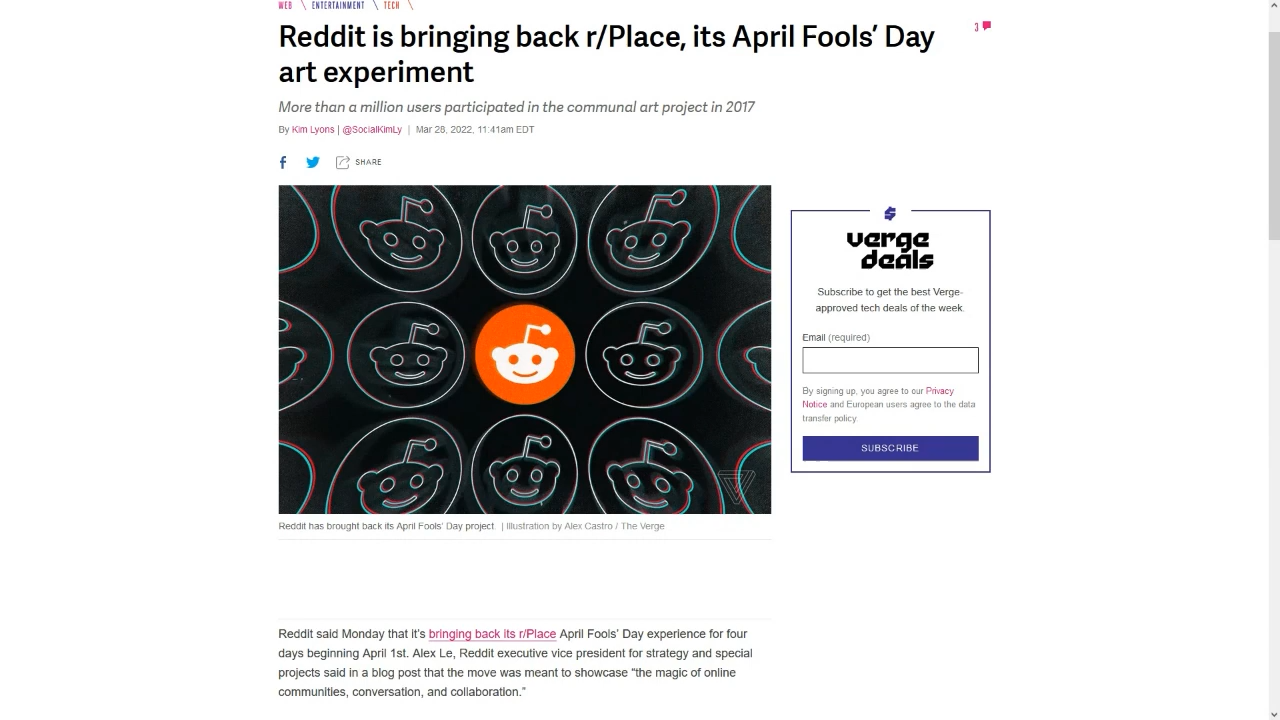 WEB \ ENTERTAINMENT \ TECH \
Reddit is bringing back r/Place, its April Fools’ Day
art experiment
3
More than a million users participated in the communal art project in 2017
By Kim Lyons | @SocialKimLy | Mar 28, 2022, 11:41am EDT
SHARE
Reddit has brought back its April Fools’ Day project. | Illustration by Alex Castro / The Verge
Reddit said Monday that it’s bringing back its r/Place April Fools’ Day experience for four
days beginning April 1st. Alex Le, Reddit executive vice president for strategy and special
projects said in a blog post that the move was meant to showcase “the magic of online
communities, conversation, and collaboration.”
verge
deals
Subscribe to get the best Verge-
approved tech deals of the week.
Email (required)
By signing up, you agree to our Privacy
Notice and European users agree to the data
transfer policy.
SUBSCRIBE